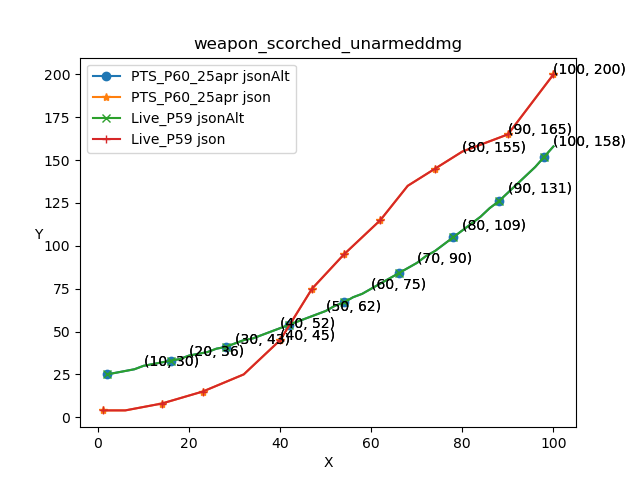 weapon_scorched_unarmeddmg
PTS_P60_25apr jsonAlt
PTS_P60_25apr json
Live_P59 jsonAlt
Live_P59 json
(100, 200)
(90, 165)
(80, 155)
(100, 158)
(90, 131)
(80, 109)
(70, 90)
(60, 75)
(50, 62)
(40, 52)
(40, 45)
(30, 43)
(20, 36)
(10, 30)
200
175
150
125
100
75
50
25
0
Y
0 20 40 60 80 100
X